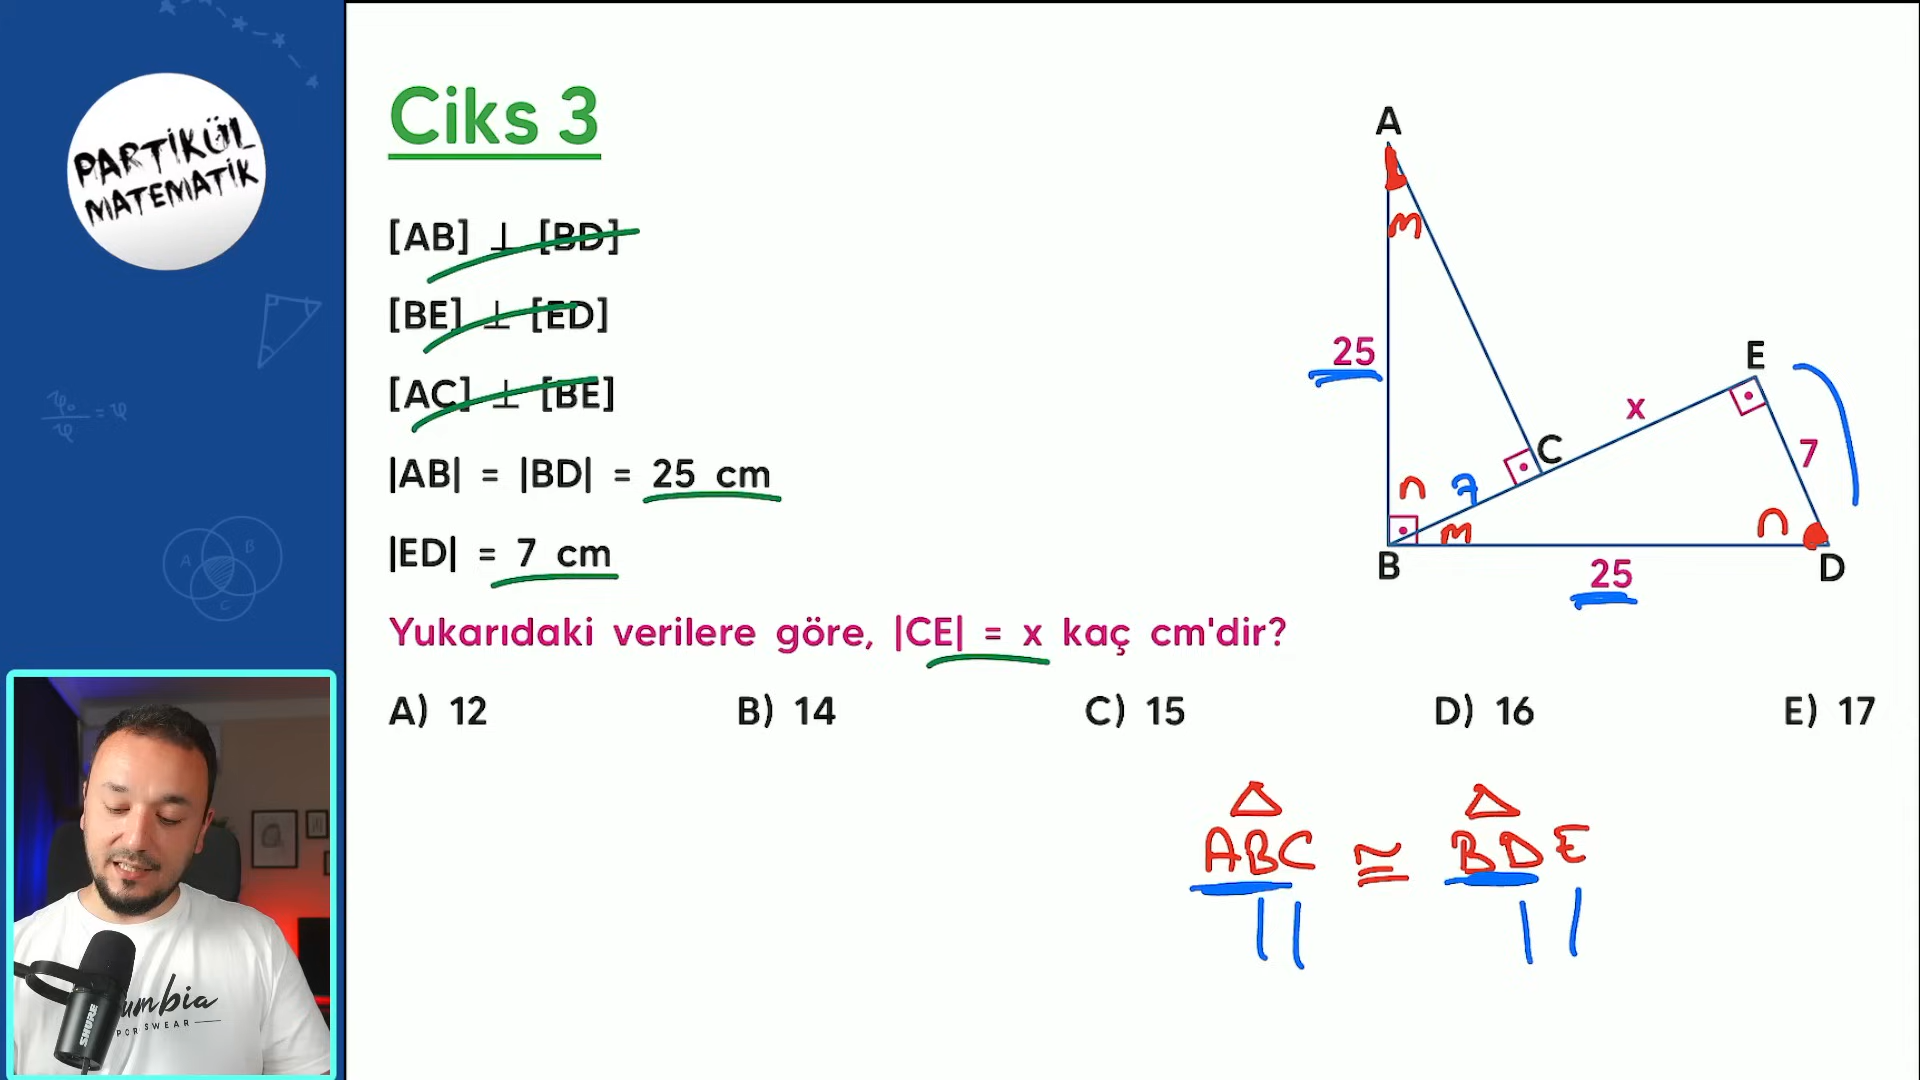 PARTİKÜL
MATEMATİK
Ciks 3
[AB] ⊥ [BD]
[BE] ⊥ [ED]
[AC] ⊥ [BE]
|AB| = |BD| = 25 cm
|ED| = 7 cm
Yukarıdaki verilere göre, |CE| = x kaç cm'dir?
A) 12 B) 14 C) 15 D) 16 E) 17
A
m
25
E
x
C
7
n 7
m
n
B
25
D
ABC ≅ BDE
A B
C
umbia
SHURE